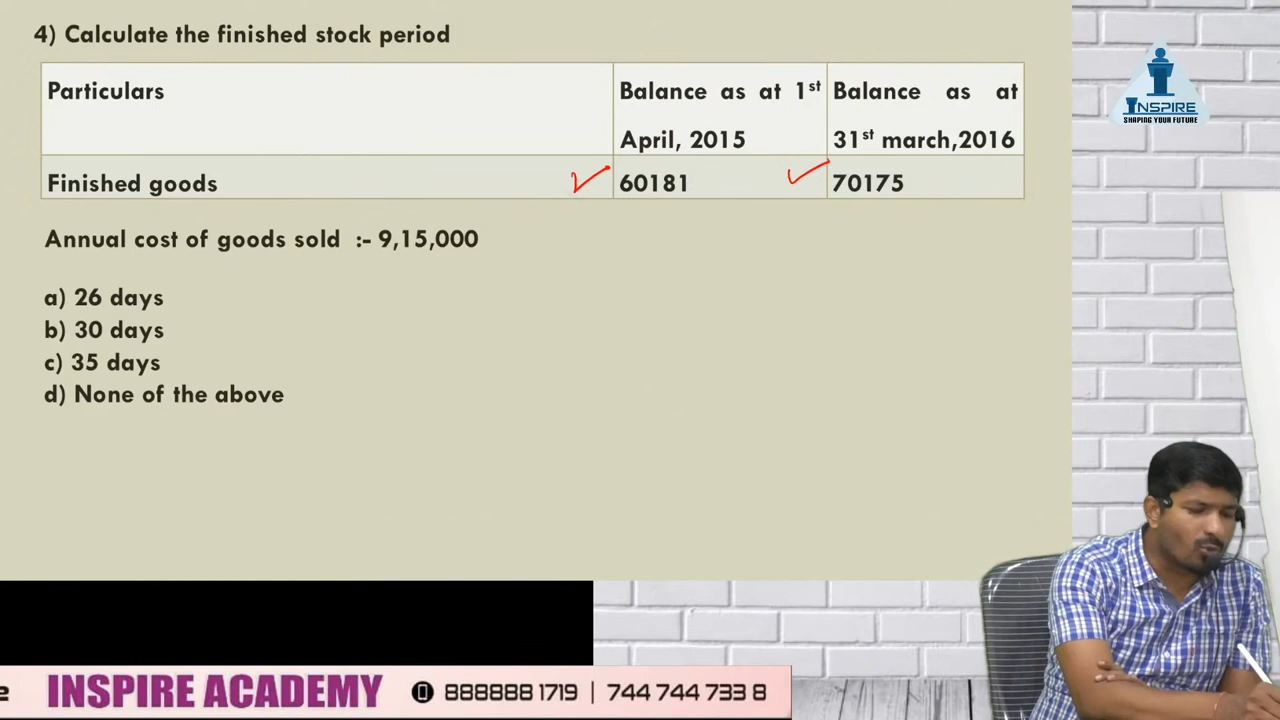 4) Calculate the finished stock period
Particulars
Balance as at 1st April, 2015
Balance as at 31st march,2016
Finished goods
60181
70175
Annual cost of goods sold :- 9,15,000
a) 26 days
b) 30 days
c) 35 days
d) None of the above
INSPIRE
SHAPING YOUR FUTURE
e
INSPIRE ACADEMY
888888 1719 | 744 744 733 8